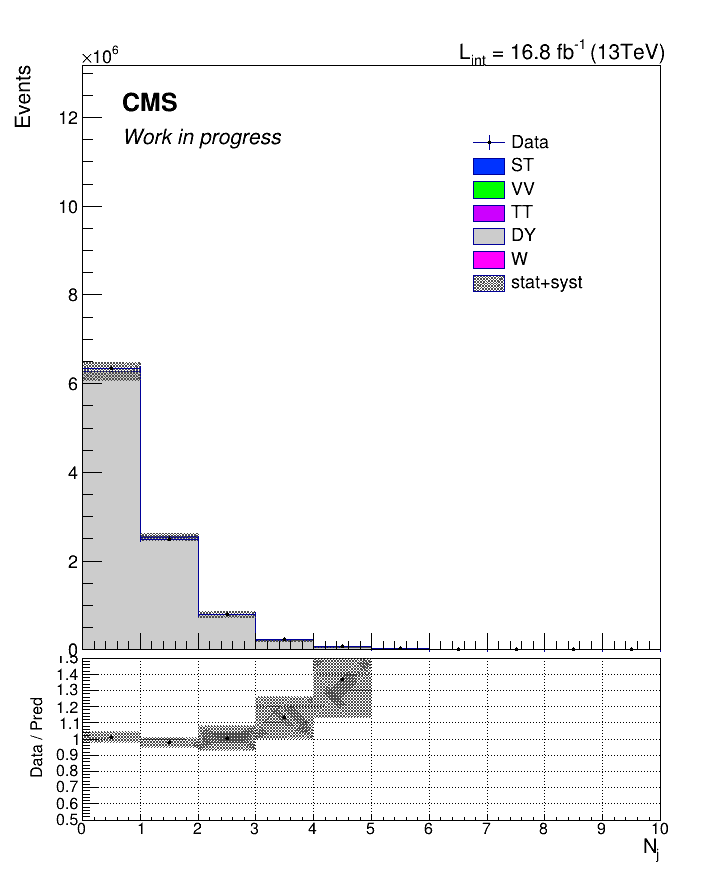 ×10⁶
L_int = 16.8 fb⁻¹ (13TeV)
Events
CMS
Work in progress
Data
ST
VV
TT
DY
W
stat+syst
12
10
8
6
4
2
0
Data / Pred
1.5
1.4
1.3
1.2
1.1
1
0.9
0.8
0.7
0.6
0.5
0 1 2 3 4 5 6 7 8 9 10
N_j